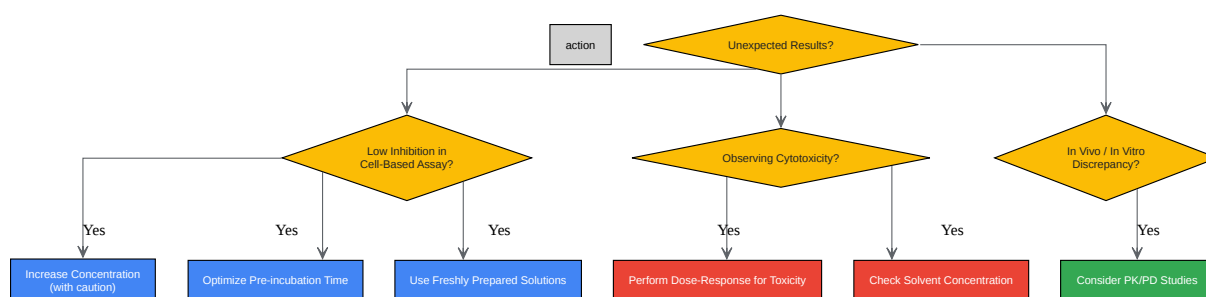 action
Unexpected Results?
Low Inhibition in
Cell-Based Assay?
Observing Cytotoxicity?
In Vivo / In Vitro
Discrepancy?
Yes
Yes
Yes
Yes
Yes
Yes
Increase Concentration
(with caution)
Optimize Pre-incubation Time
Use Freshly Prepared Solutions
Perform Dose-Response for Toxicity
Check Solvent Concentration
Consider PK/PD Studies